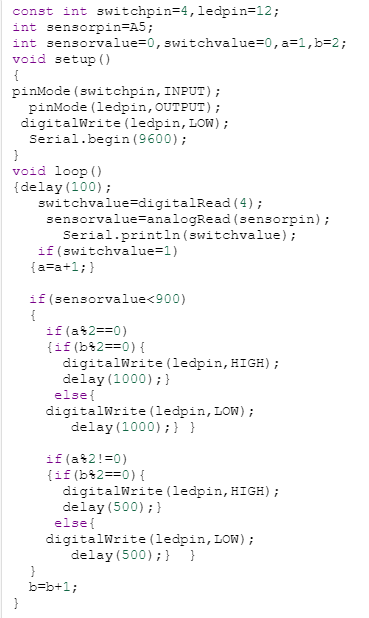 const int switchpin=4,ledpin=12;
int sensorpin=A5;
int sensorvalue=0,switchvalue=0,a=1,b=2;
void setup()
{
pinMode(switchpin,INPUT);
  pinMode(ledpin,OUTPUT);
 digitalWrite(ledpin,LOW);
  Serial.begin(9600);
}
void loop()
{delay(100);
   switchvalue=digitalRead(4);
    sensorvalue=analogRead(sensorpin);
      Serial.println(switchvalue);
   if(switchvalue=1)
  {a=a+1;}

  if(sensorvalue<900)
  {
    if(a%2==0)
    {if(b%2==0){
      digitalWrite(ledpin,HIGH);
      delay(1000);}
     else{
    digitalWrite(ledpin,LOW);
       delay(1000);} }

    if(a%2!=0)
    {if(b%2==0){
      digitalWrite(ledpin,HIGH);
      delay(500);}
     else{
    digitalWrite(ledpin,LOW);
       delay(500);}  }
  }
  b=b+1;
}